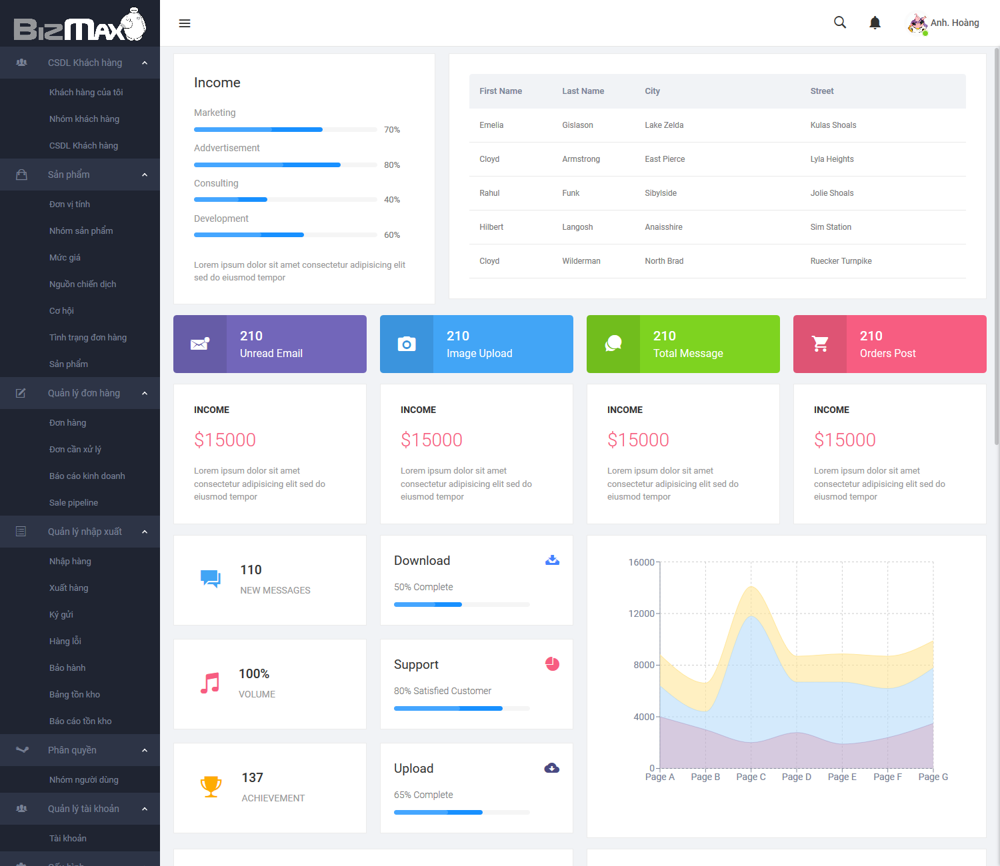 BizMax
Anh. Hoàng
CSDL Khách hàng
Khách hàng của tôi
Nhóm khách hàng
CSDL Khách hàng
Sản phẩm
Đơn vị tính
Nhóm sản phẩm
Mức giá
Nguồn chiến dịch
Cơ hội
Tình trạng đơn hàng
Sản phẩm
Quản lý đơn hàng
Đơn hàng
Đơn cần xử lý
Báo cáo kinh doanh
Sale pipeline
Quản lý nhập xuất
Nhập hàng
Xuất hàng
Ký gửi
Hàng lỗi
Bảo hành
Bảng tồn kho
Báo cáo tồn kho
Phân quyền
Nhóm người dùng
Quản lý tài khoản
Tài khoản
Income
Marketing
70%
Addvertisement
80%
Consulting
40%
Development
60%
Lorem ipsum dolor sit amet consectetur adipisicing elit
sed do eiusmod tempor
First Name Last Name City Street
Emelia Gislason Lake Zelda Kulas Shoals
Cloyd Armstrong East Pierce Lyla Heights
Rahul Funk Sibylside Jolie Shoals
Hilbert Langosh Anaisshire Sim Station
Cloyd Wilderman North Brad Ruecker Turnpike
210
Unread Email
210
Image Upload
210
Total Message
210
Orders Post
INCOME
$15000
Lorem ipsum dolor sit amet
consectetur adipisicing elit sed do
eiusmod tempor
INCOME
$15000
Lorem ipsum dolor sit amet
consectetur adipisicing elit sed do
eiusmod tempor
INCOME
$15000
Lorem ipsum dolor sit amet
consectetur adipisicing elit sed do
eiusmod tempor
INCOME
$15000
Lorem ipsum dolor sit amet
consectetur adipisicing elit sed do
eiusmod tempor
110
NEW MESSAGES
100%
VOLUME
137
ACHIEVEMENT
Download
50% Complete
Support
80% Satisfied Customer
Upload
65% Complete
16000
12000
8000
4000
0
Page A Page B Page C Page D Page E Page F Page G